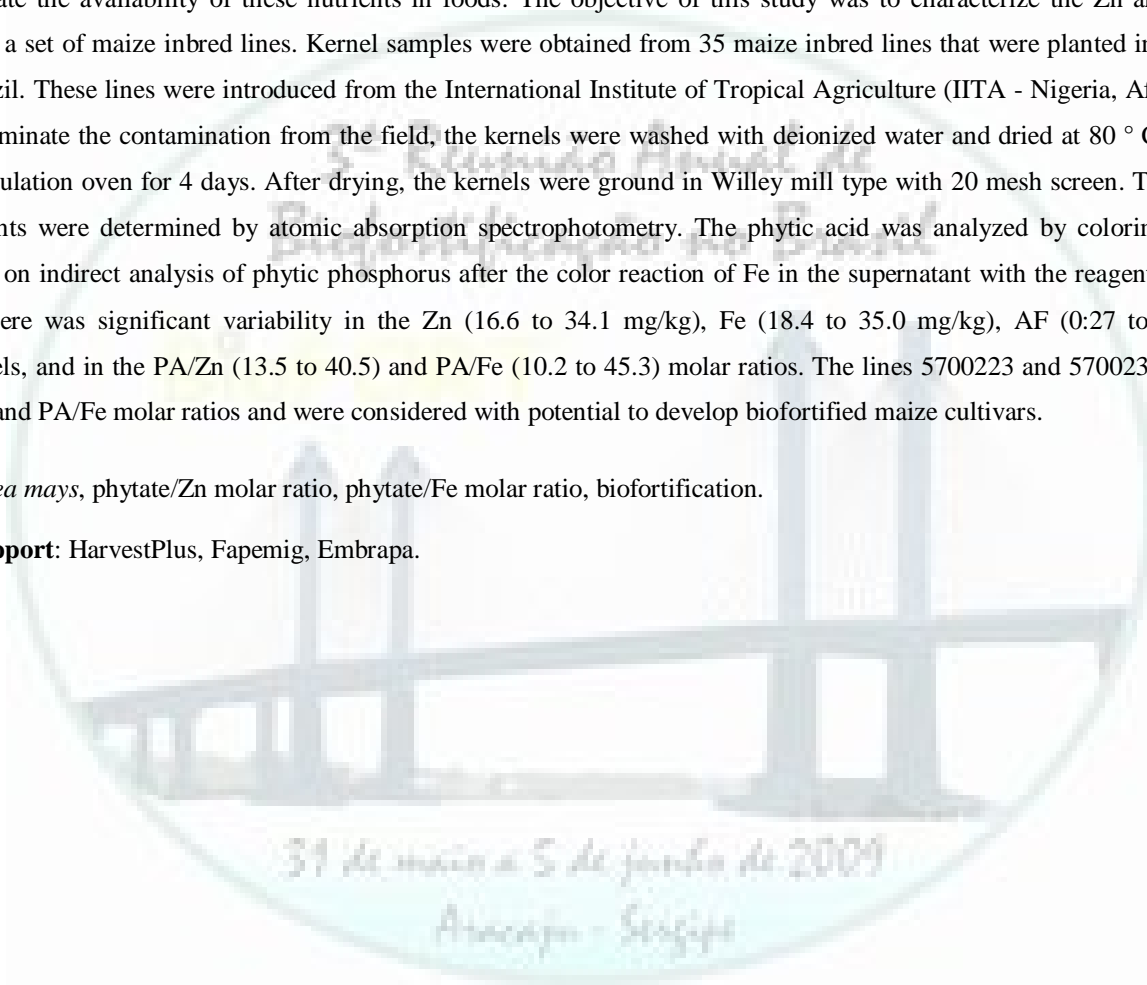 ate the availability of these nutrients in foods. The objective of this study was to characterize the Zn a
a set of maize inbred lines. Kernel samples were obtained from 35 maize inbred lines that were planted in
zil. These lines were introduced from the International Institute of Tropical Agriculture (IITA - Nigeria, Af
minate the contamination from the field, the kernels were washed with deionized water and dried at 80 ° C
ulation oven for 4 days. After drying, the kernels were ground in Willey mill type with 20 mesh screen. T
nts were determined by atomic absorption spectrophotometry. The phytic acid was analyzed by colorin
on indirect analysis of phytic phosphorus after the color reaction of Fe in the supernatant with the reagent
ere was significant variability in the Zn (16.6 to 34.1 mg/kg), Fe (18.4 to 35.0 mg/kg), AF (0:27 to
els, and in the PA/Zn (13.5 to 40.5) and PA/Fe (10.2 to 45.3) molar ratios. The lines 5700223 and 570023
and PA/Fe molar ratios and were considered with potential to develop biofortified maize cultivars.
ea mays, phytate/Zn molar ratio, phytate/Fe molar ratio, biofortification.
pport: HarvestPlus, Fapemig, Embrapa.
Reunião Anual de
Biofortificação no Brasil
31 de maio a 5 de junho de 2009
Aracaju - Sergipe